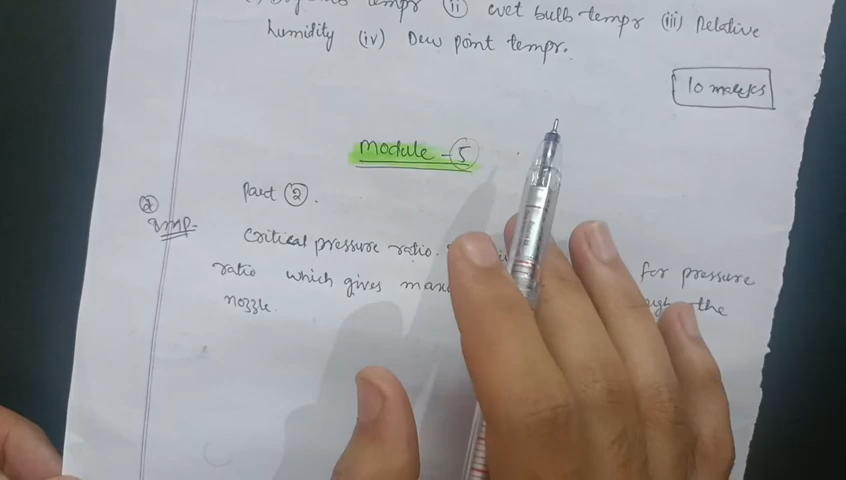 tempr (ii) wet bulb tempr (iii) Relative
humidity (iv) Dew point tempr.
10 marks
Module - 5
Part 2.
Imp.
Critical pressure ratio. for pressure
ratio which gives the
nozzle.